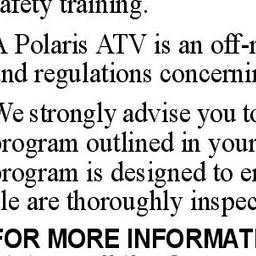 afety training.
A Polaris ATV is an off-r
and regulations concernin
We strongly advise you to
program outlined in your
program is designed to en
le are thoroughly inspec
FOR MORE INFORMATI